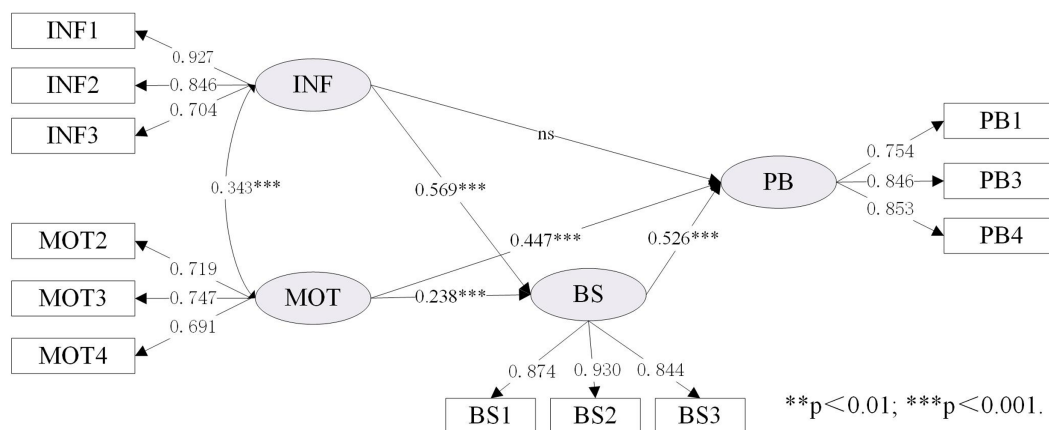 INF1
0.927
INF2
0.846
INF3
0.704
INF
ns
0.343***
0.569***
PB
PB1
0.754
PB3
0.846
PB4
0.853
MOT2
0.719
MOT3
0.747
MOT4
0.691
MOT
0.447***
0.526***
0.238***
BS
0.874
0.930
0.844
BS1
BS2
BS3
**p<0.01; ***p<0.001.